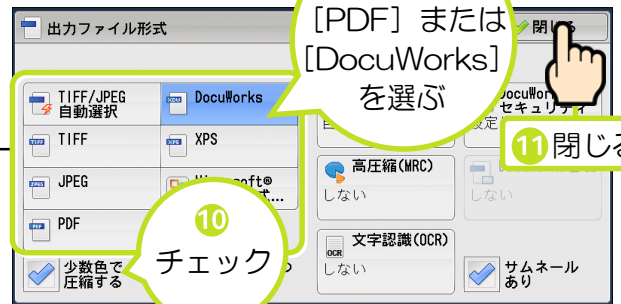 出力ファイル形式
[PDF] または
[DocuWorks]
を選ぶ
閉じる
TIFF/JPEG
自動選択
DocuWorks
TIFF
XPS
JPEG
PDF
高圧縮(MRC)
しない
しない
文字認識(OCR)
しない
セキュリティ
設定
⑪閉じる
⑩
チェック
少数色で
圧縮する
サムネール
あり